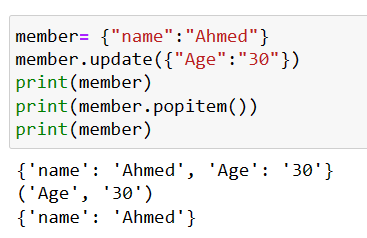 member= {"name":"Ahmed"}
member.update({"Age":"30"})
print(member)
print(member.popitem())
print(member)
{'name': 'Ahmed', 'Age': '30'}
('Age', '30')
{'name': 'Ahmed'}